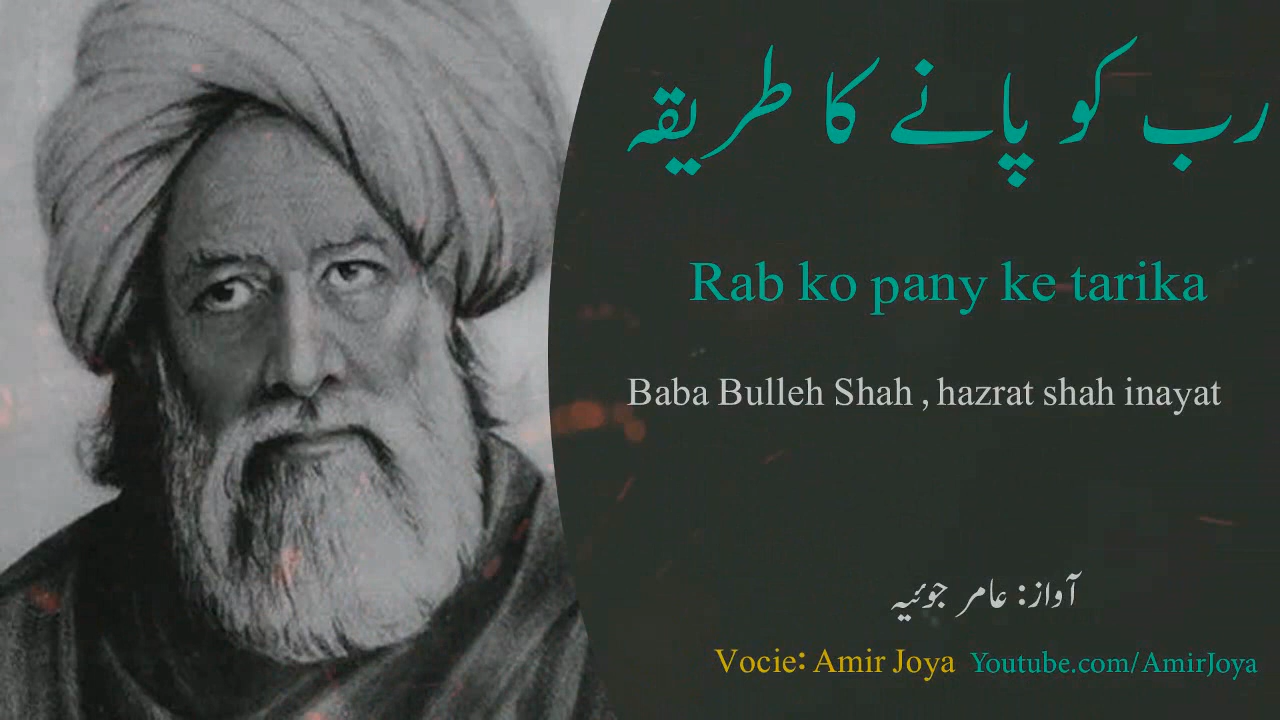 رب کو پانے کا طریقہ
Rab ko pany ke tarika
Baba Bulleh Shah , hazrat shah inayat
آواز: عامر جوئیہ
Vocie: Amir Joya Youtube.com/AmirJoya